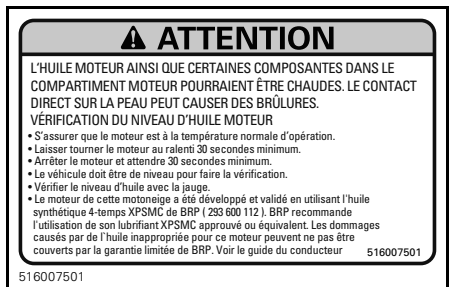 ATTENTION
L'HUILE MOTEUR AINSI QUE CERTAINES COMPOSANTES DANS LE
COMPARTIMENT MOTEUR POURRAIENT ÊTRE CHAUDES. LE CONTACT
DIRECT SUR LA PEAU PEUT CAUSER DES BRÛLURES.
VÉRIFICATION DU NIVEAU D'HUILE MOTEUR
• S'assurer que le moteur est à la température normale d'opération.
• Laisser tourner le moteur au ralenti 30 secondes minimum.
• Arrêter le moteur et attendre 30 secondes minimum.
• Le véhicule doit être de niveau pour faire la vérification.
• Vérifier le niveau d'huile avec la jauge.
• Le moteur de cette motoneige a été développé et validé en utilisant l'huile
synthétique 4-temps XPSMC de BRP ( 293 600 112 ). BRP recommande
l'utilisation de son lubrifiant XPSMC approuvé ou équivalent. Les dommages
causés par de l`huile inappropriée pour ce moteur peuvent ne pas être
couverts par la garantie limitée de BRP. Voir le guide du conducteur 516007501
516007501